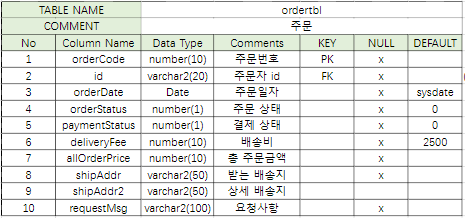 TABLE NAME ordertbl
COMMENT 주문
No Column Name Data Type Comments KEY NULL DEFAULT
1 orderCode number(10) 주문번호 PK x
2 id varchar2(20) 주문자 id FK x
3 orderDate Date 주문일자 x sysdate
4 orderStatus number(1) 주문 상태 x 0
5 paymentStatus number(1) 결제 상태 x 0
6 deliveryFee number(10) 배송비 x 2500
7 allOrderPrice number(10) 총 주문금액 x
8 shipAddr varchar2(50) 받는 배송지 x
9 shipAddr2 varchar2(50) 상세 배송지
10 requestMsg varchar2(100) 요청사항 x